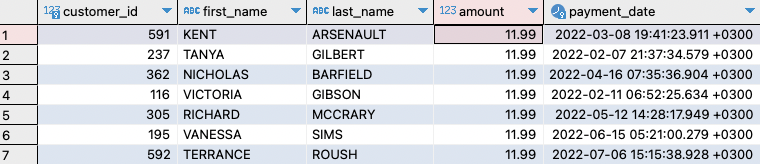 123 customer_id ABC first_name ABC last_name 123 amount payment_date
1 591 KENT ARSENAULT 11.99 2022-03-08 19:41:23.911 +0300
2 237 TANYA GILBERT 11.99 2022-02-07 21:37:34.579 +0300
3 362 NICHOLAS BARFIELD 11.99 2022-04-16 07:35:36.904 +0300
4 116 VICTORIA GIBSON 11.99 2022-02-11 06:52:25.634 +0300
5 305 RICHARD MCCRARY 11.99 2022-05-12 14:28:17.949 +0300
6 195 VANESSA SIMS 11.99 2022-06-15 05:21:00.279 +0300
7 592 TERRANCE ROUSH 11.99 2022-07-06 15:15:38.928 +0300